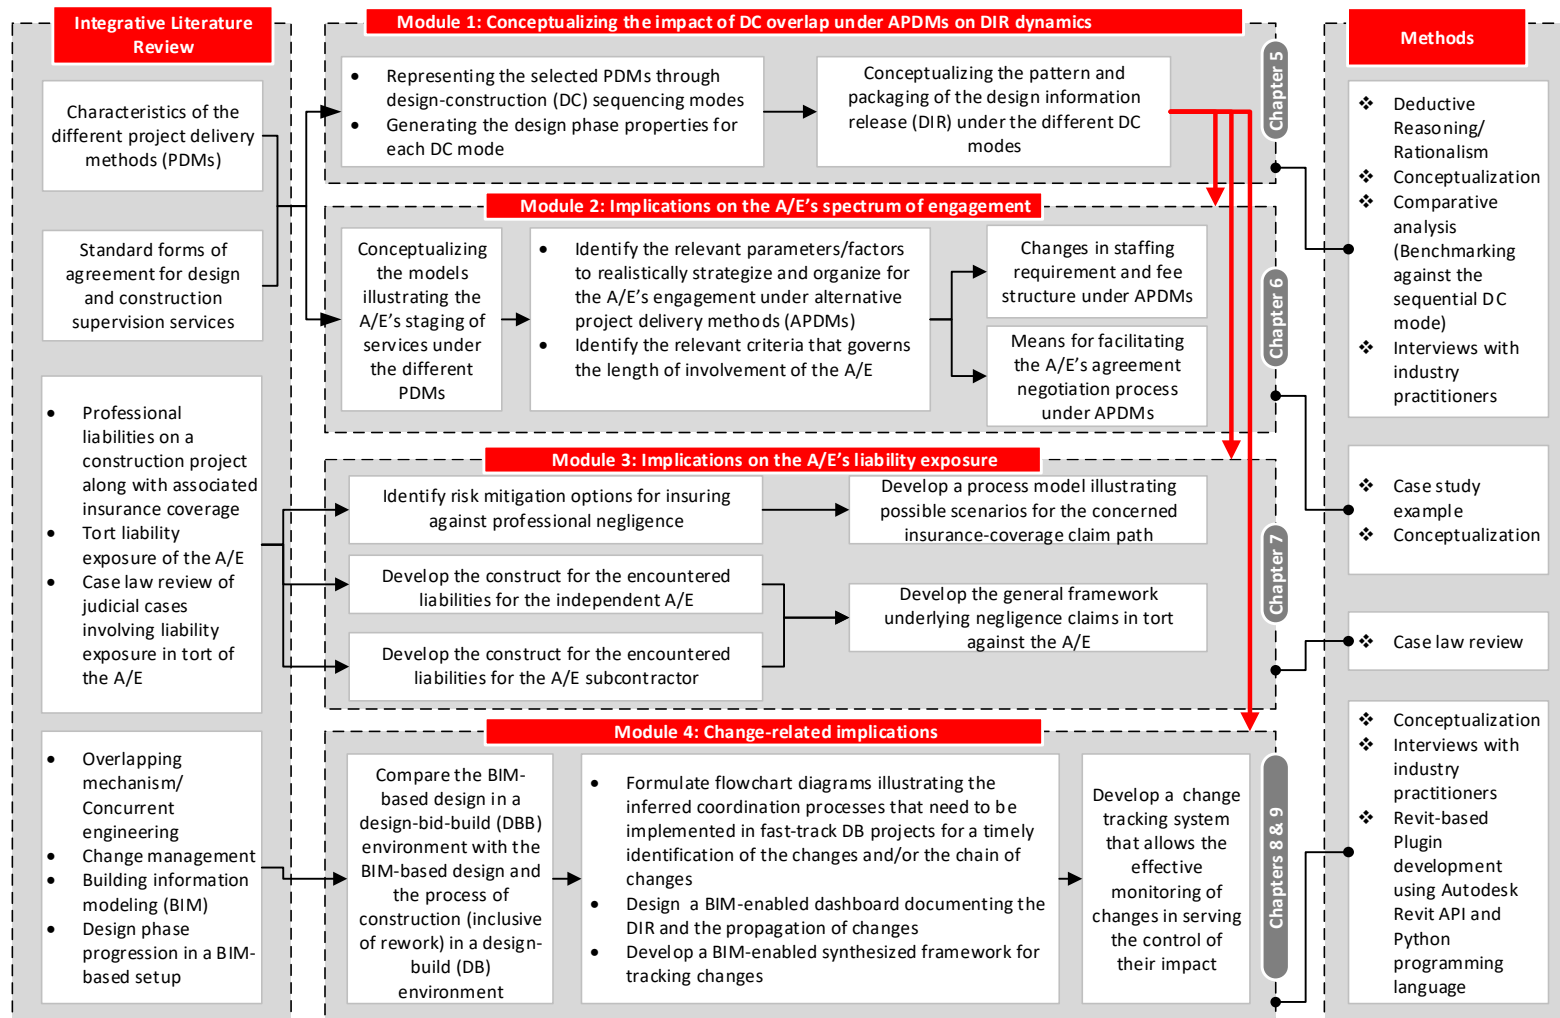 Integrative Literature
Review
Characteristics of the
different project delivery
methods (PDMs)
Standard forms of
agreement for design
and construction
supervision services
• Professional
liabilities on a
construction project
along with associated
insurance coverage
• Tort liability
exposure of the A/E
• Case law review of
judicial cases
involving liability
exposure in tort of
the A/E
• Overlapping
mechanism/
Concurrent
engineering
• Change management
• Building information
modeling (BIM)
• Design phase
progression in a BIM-
based setup
Module 1: Conceptualizing the impact of DC overlap under APDMs on DIR dynamics
• Representing the selected PDMs through
design-construction (DC) sequencing modes
• Generating the design phase properties for
each DC mode
Conceptualizing the pattern and
packaging of the design information
release (DIR) under the different DC
modes
Chapter 5
Module 2: Implications on the A/E's spectrum of engagement
Conceptualizing
the models
illustrating the
A/E's staging of
services under
the different
PDMs
• Identify the relevant parameters/factors
to realistically strategize and organize for
the A/E's engagement under alternative
project delivery methods (APDMs)
• Identify the relevant criteria that governs
the length of involvement of the A/E
Changes in staffing
requirement and fee
structure under APDMs
Means for facilitating
the A/E's agreement
negotiation process
under APDMs
Chapter 6
Module 3: Implications on the A/E's liability exposure
Identify risk mitigation options for insuring
against professional negligence
Develop a process model illustrating
possible scenarios for the concerned
insurance-coverage claim path
Develop the construct for the encountered
liabilities for the independent A/E
Develop the construct for the encountered
liabilities for the A/E subcontractor
Develop the general framework
underlying negligence claims in tort
against the A/E
Chapter 7
Module 4: Change-related implications
Compare the BIM-
based design in a
design-bid-build (DBB)
environment with the
BIM-based design and
the process of
construction (inclusive
of rework) in a design-
build (DB)
environment
• Formulate flowchart diagrams illustrating the
inferred coordination processes that need to be
implemented in fast-track DB projects for a timely
identification of the changes and/or the chain of
changes
• Design a BIM-enabled dashboard documenting the
DIR and the propagation of changes
• Develop a BIM-enabled synthesized framework for
tracking changes
Develop a change
tracking system
that allows the
effective
monitoring of
changes in serving
the control of
their impact
Chapters 8 & 9
Methods
❖ Deductive
Reasoning/
Rationalism
❖ Conceptualization
❖ Comparative
analysis
(Benchmarking
against the
sequential DC
mode)
❖ Interviews with
industry
practitioners
❖ Case study
example
❖ Conceptualization
❖ Case law review
❖ Conceptualization
❖ Interviews with
industry
practitioners
❖ Revit-based
Plugin
development
using Autodesk
Revit API and
Python
programming
language